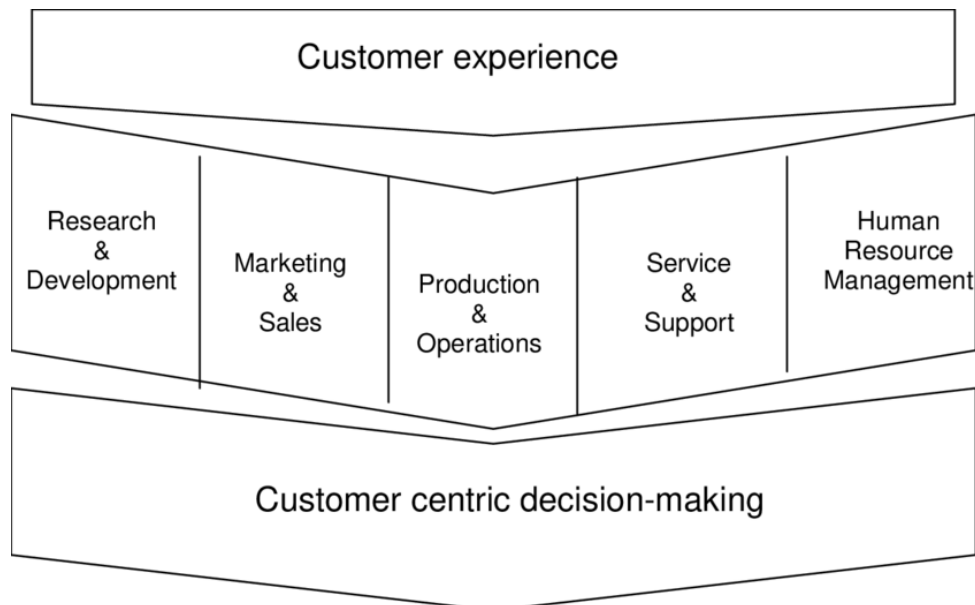 Customer experience
Research
&
Development
Marketing
&
Sales
Production
&
Operations
Service
&
Support
Human
Resource
Management
Customer centric decision-making